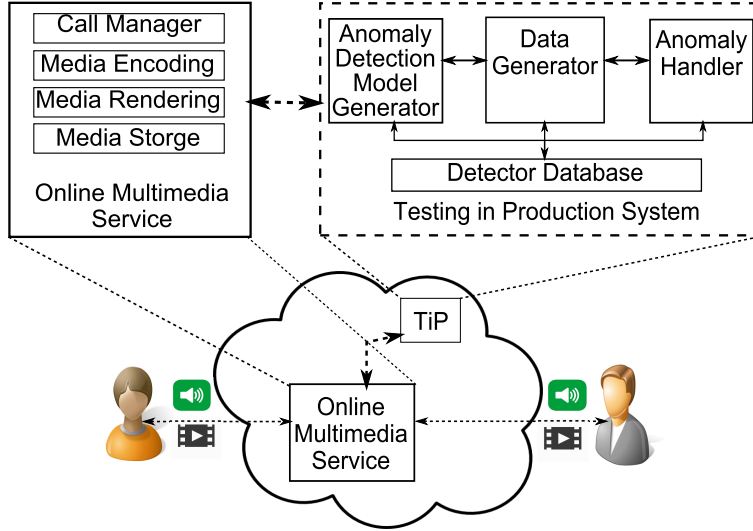 Call Manager
Media Encoding
Media Rendering
Media Storge
Online Multimedia
Service
Anomaly
Detection
Model
Generator
Data
Generator
Anomaly
Handler
Detector Database
Testing in Production System
TiP
Online
Multimedia
Service